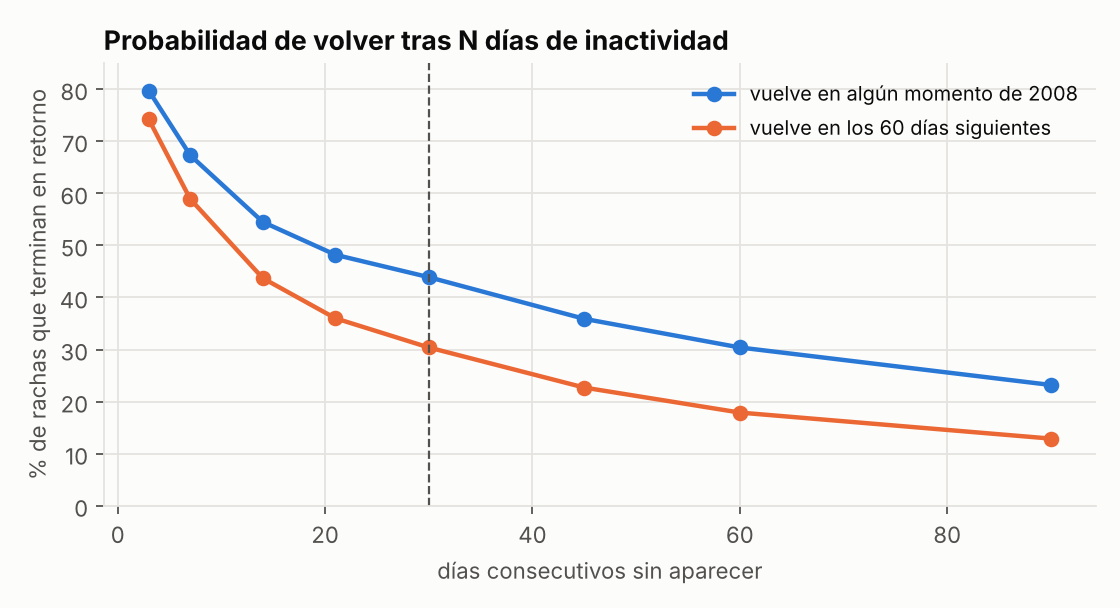 Probabilidad de volver tras N días de inactividad
vuelve en algún momento de 2008
vuelve en los 60 días siguientes
% de rachas que terminan en retorno
80
70
60
50
40
30
20
10
0
0 20 40 60 80
días consecutivos sin aparecer